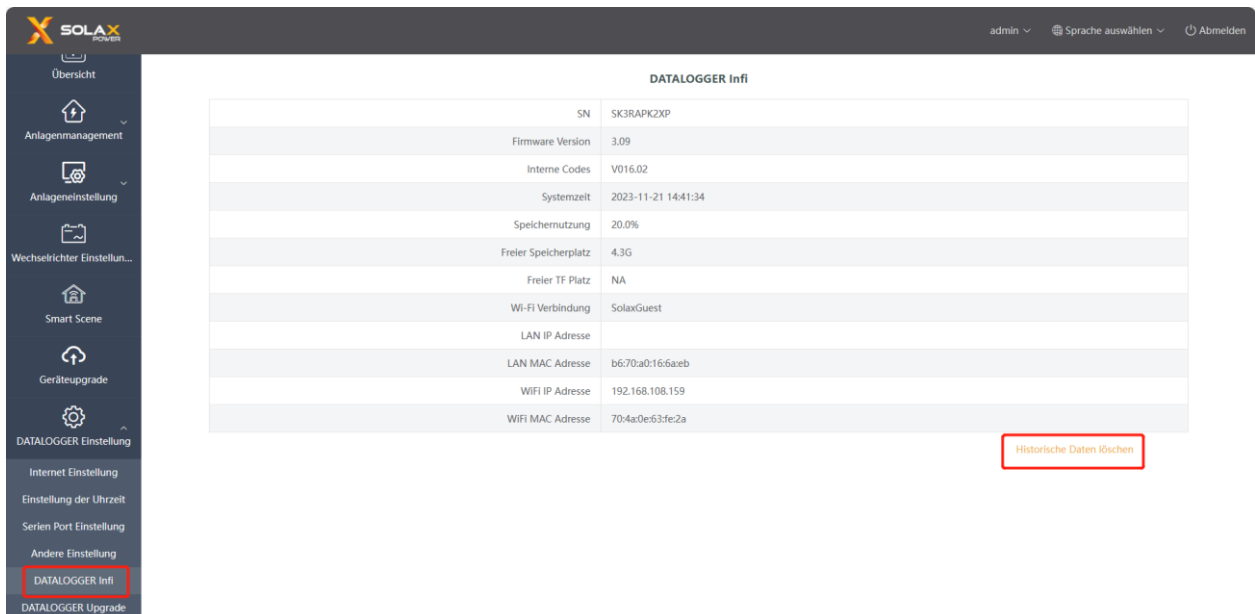 SOLAX
POWER
admin
Sprache auswählen
Abmelden
Übersicht
Anlagenmanagement
Anlageneinstellung
Wechselrichter Einstellun...
Smart Scene
Geräteupgrade
DATALOGGER Einstellung
Internet Einstellung
Einstellung der Uhrzeit
Serien Port Einstellung
Andere Einstellung
DATALOGGER Infi
DATALOGGER Upgrade
DATALOGGER Infi
SN SK3RAPK2XP
Firmware Version 3.09
Interne Codes V016.02
Systemzeit 2023-11-21 14:41:34
Speichernutzung 20.0%
Freier Speicherplatz 4.3G
Freier TF Platz NA
Wi-Fi Verbindung SolaxGuest
LAN IP Adresse
LAN MAC Adresse b6:70:a0:16:6a:eb
WiFi IP Adresse 192.168.108.159
WiFi MAC Adresse 70:4a:0e:63:fe:2a
Historische Daten löschen